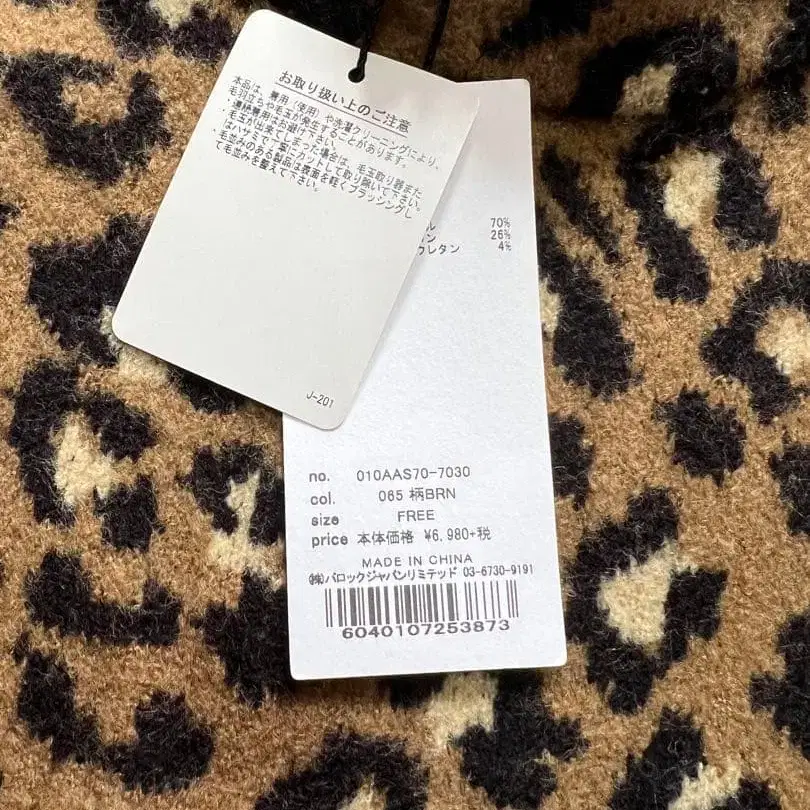 お取り扱い上のご注意
本品は、着用(使用)や洗濯クリーニングにより、
毛羽立ちや毛玉が発生することがあります。
・連続着用はお避け下さい。
・毛玉が出来てしまった場合は、毛玉取り器また
はハサミで丁寧にカットして取り除いて下さい。
・毛並みのある製品は表面を軽くブラッシングし
て毛並みを整えて下さい。
J-201
ル 70%
ン 26%
ウレタン 4%
no. 010AAS70-7030
col. 065 柄BRN
size FREE
price 本体価格 ¥6,980+税
MADE IN CHINA
㈱バロックジャパンリミテッド 03-6730-9191
6040107253873